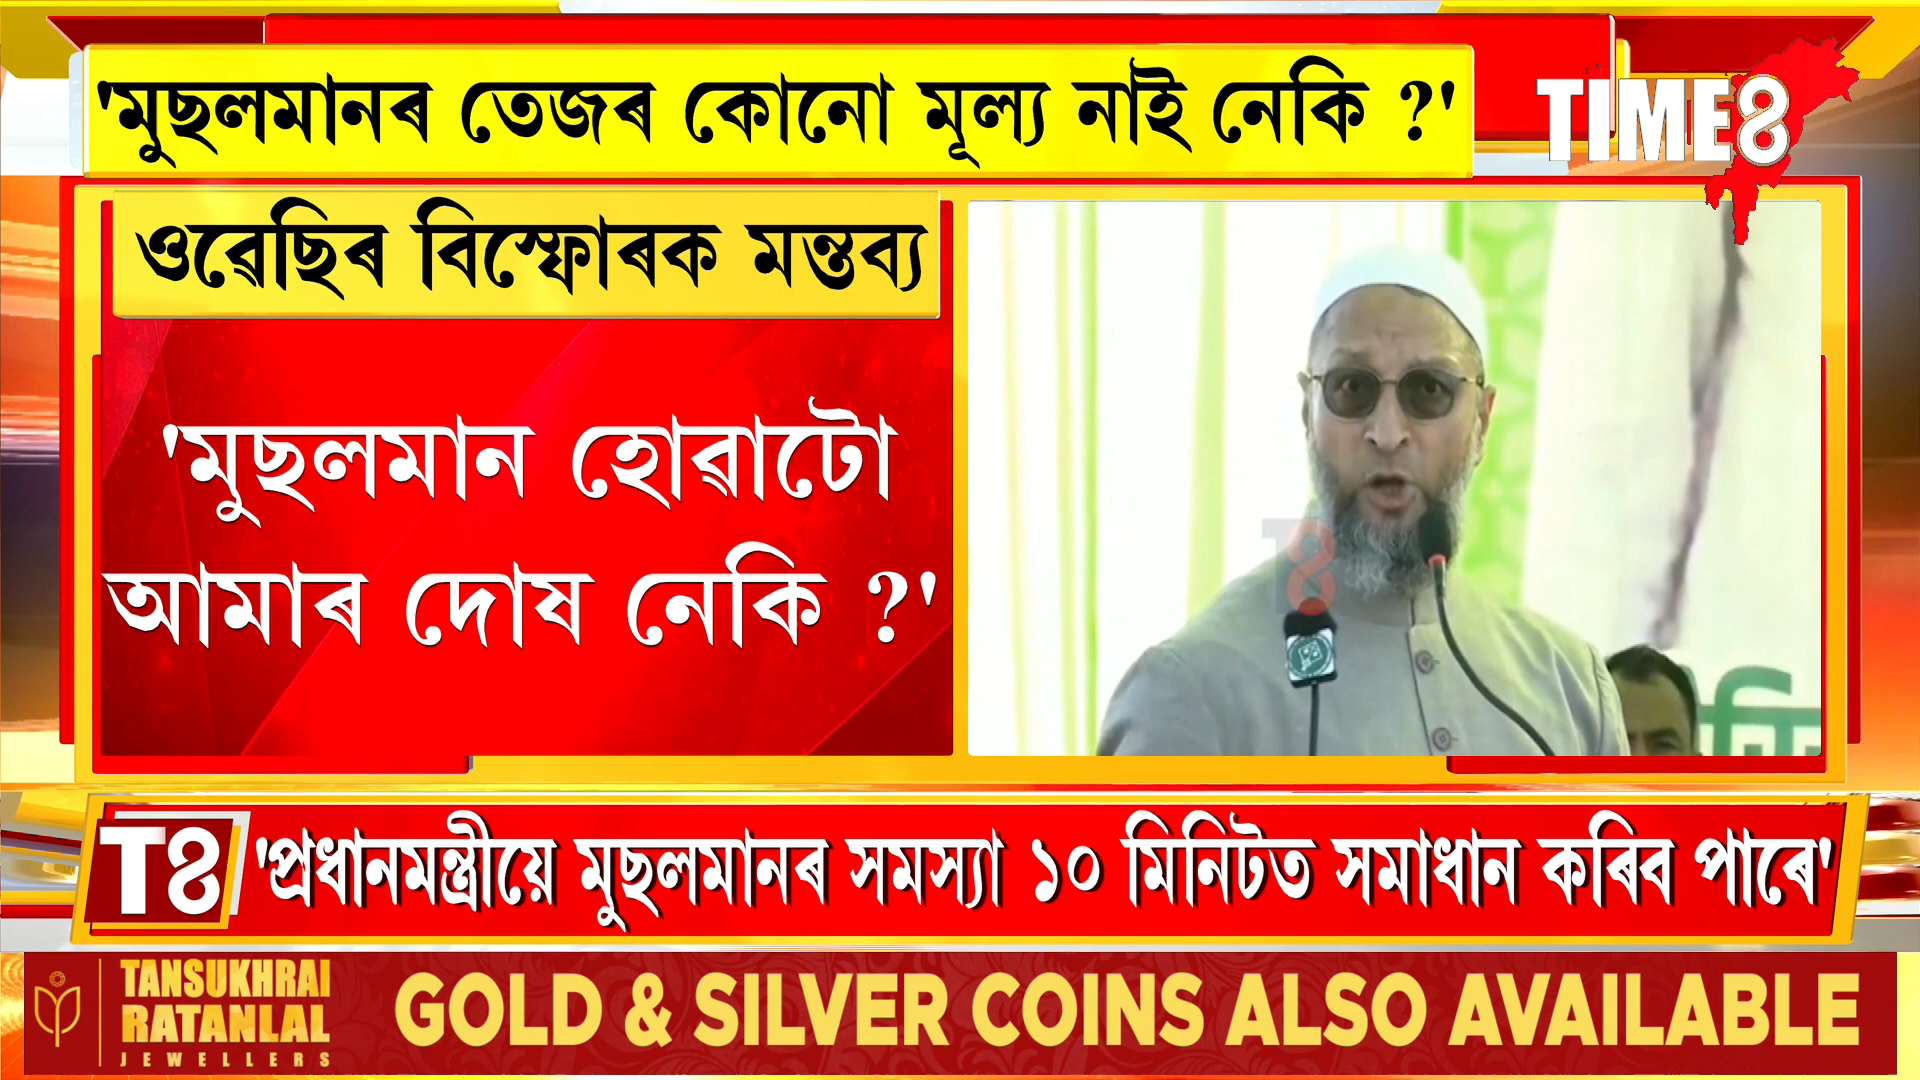 'মুছলমানৰ তেজৰ কোনো মূল্য নাই নেকি ?'
TIME8
ওৱেছিৰ বিস্ফোৰক মন্তব্য
'মুছলমান হোৱাটো
আমাৰ দোষ নেকি ?'
T8
T8 'প্ৰধানমন্ত্ৰীয়ে মুছলমানৰ সমস্যা ১০ মিনিটত সমাধান কৰিব পাৰে'
TANSUKHRAI
RATANLAL
JEWELLERS
GOLD & SILVER COINS ALSO AVAILABLE